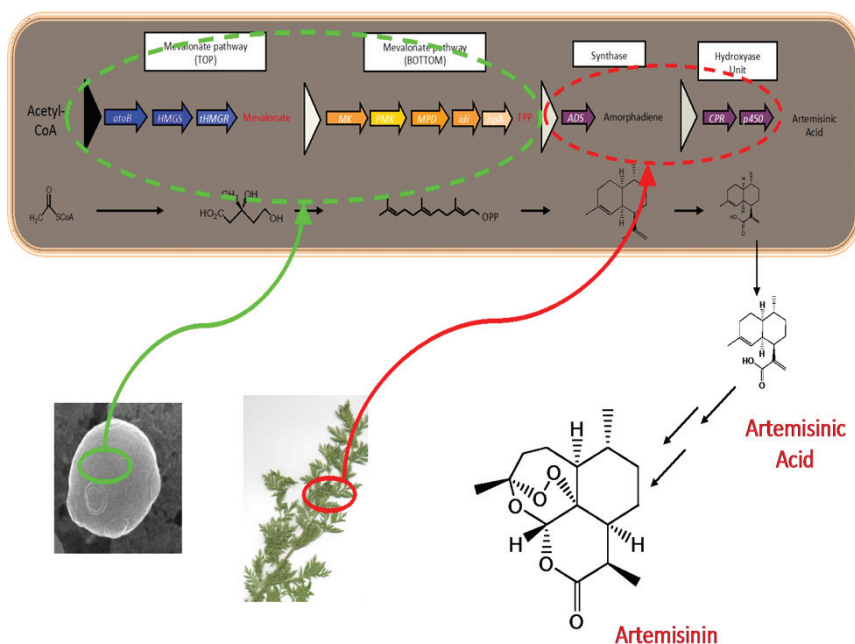 Mevalonate pathway
(TOP)
Mevalonate pathway
(BOTTOM)
Synthase
Hydroxyase
Unit
Acetyl-
CoA
atoB
HMGS
tHMGR
Mevalonate
MK
PMK
MPD
idi
ispA
FPP
ADS
Amorphadiene
CPR
p450
Artemisinic
Acid
O
H₃C
SCoA
HO₂C
CH₃
OH
OH
OPP
H
H
H
HO
O
H
H
HO
O
Artemisinic
Acid
H
O
O
O
H
O
H
O
Artemisinin